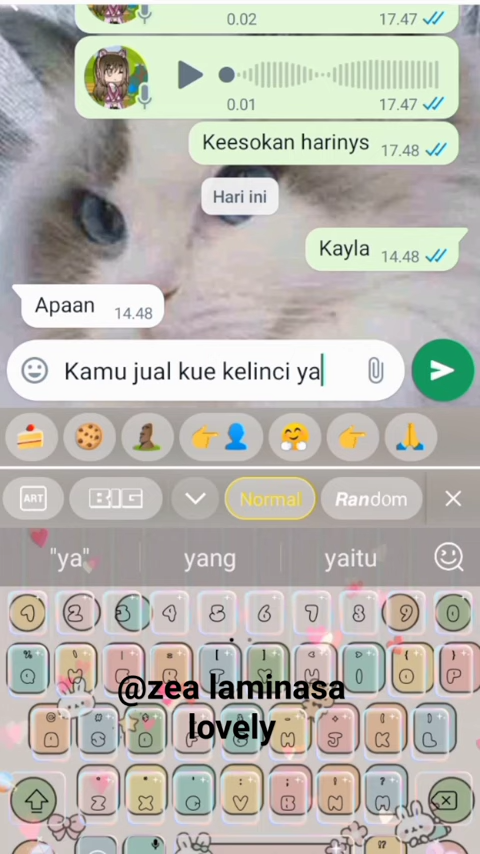 0.02 17.47
0.01 17.47
Keesokan harinys 17.48
Hari ini
Kayla 14.48
Apaan 14.48
Kamu jual kue kelinci ya
ART BIG Normal Random
"ya" yang yaitu
1 2 3 4 5 6 7 8 9 0
@zea laminasa
lovely
Z X C V B N M